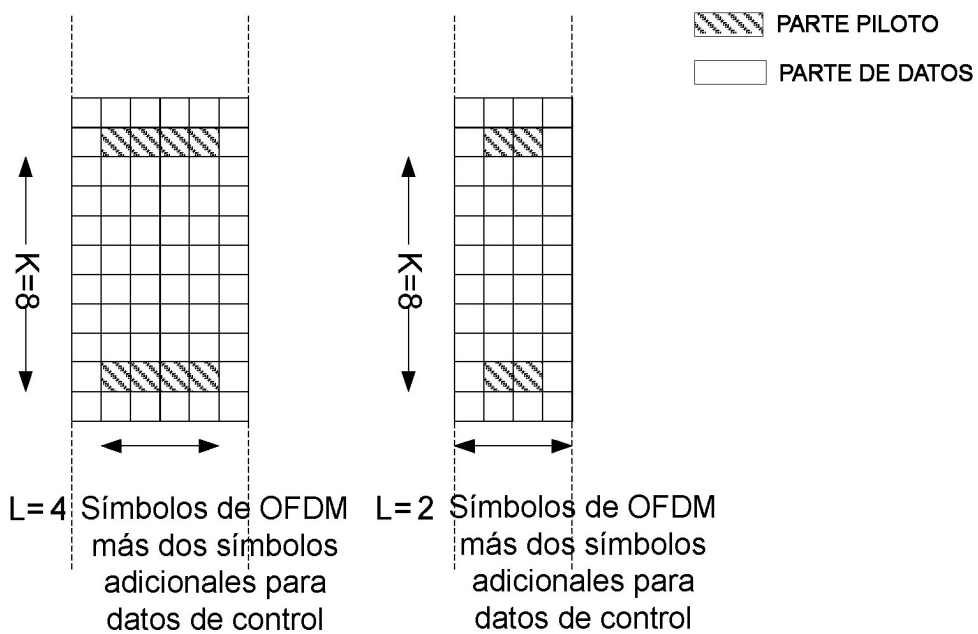 PARTE PILOTO
PARTE DE DATOS
K=8
K=8
L= 4 Símbolos de OFDM
más dos símbolos
adicionales para
datos de control
L= 2 Símbolos de OFDM
más dos símbolos
adicionales para
datos de control